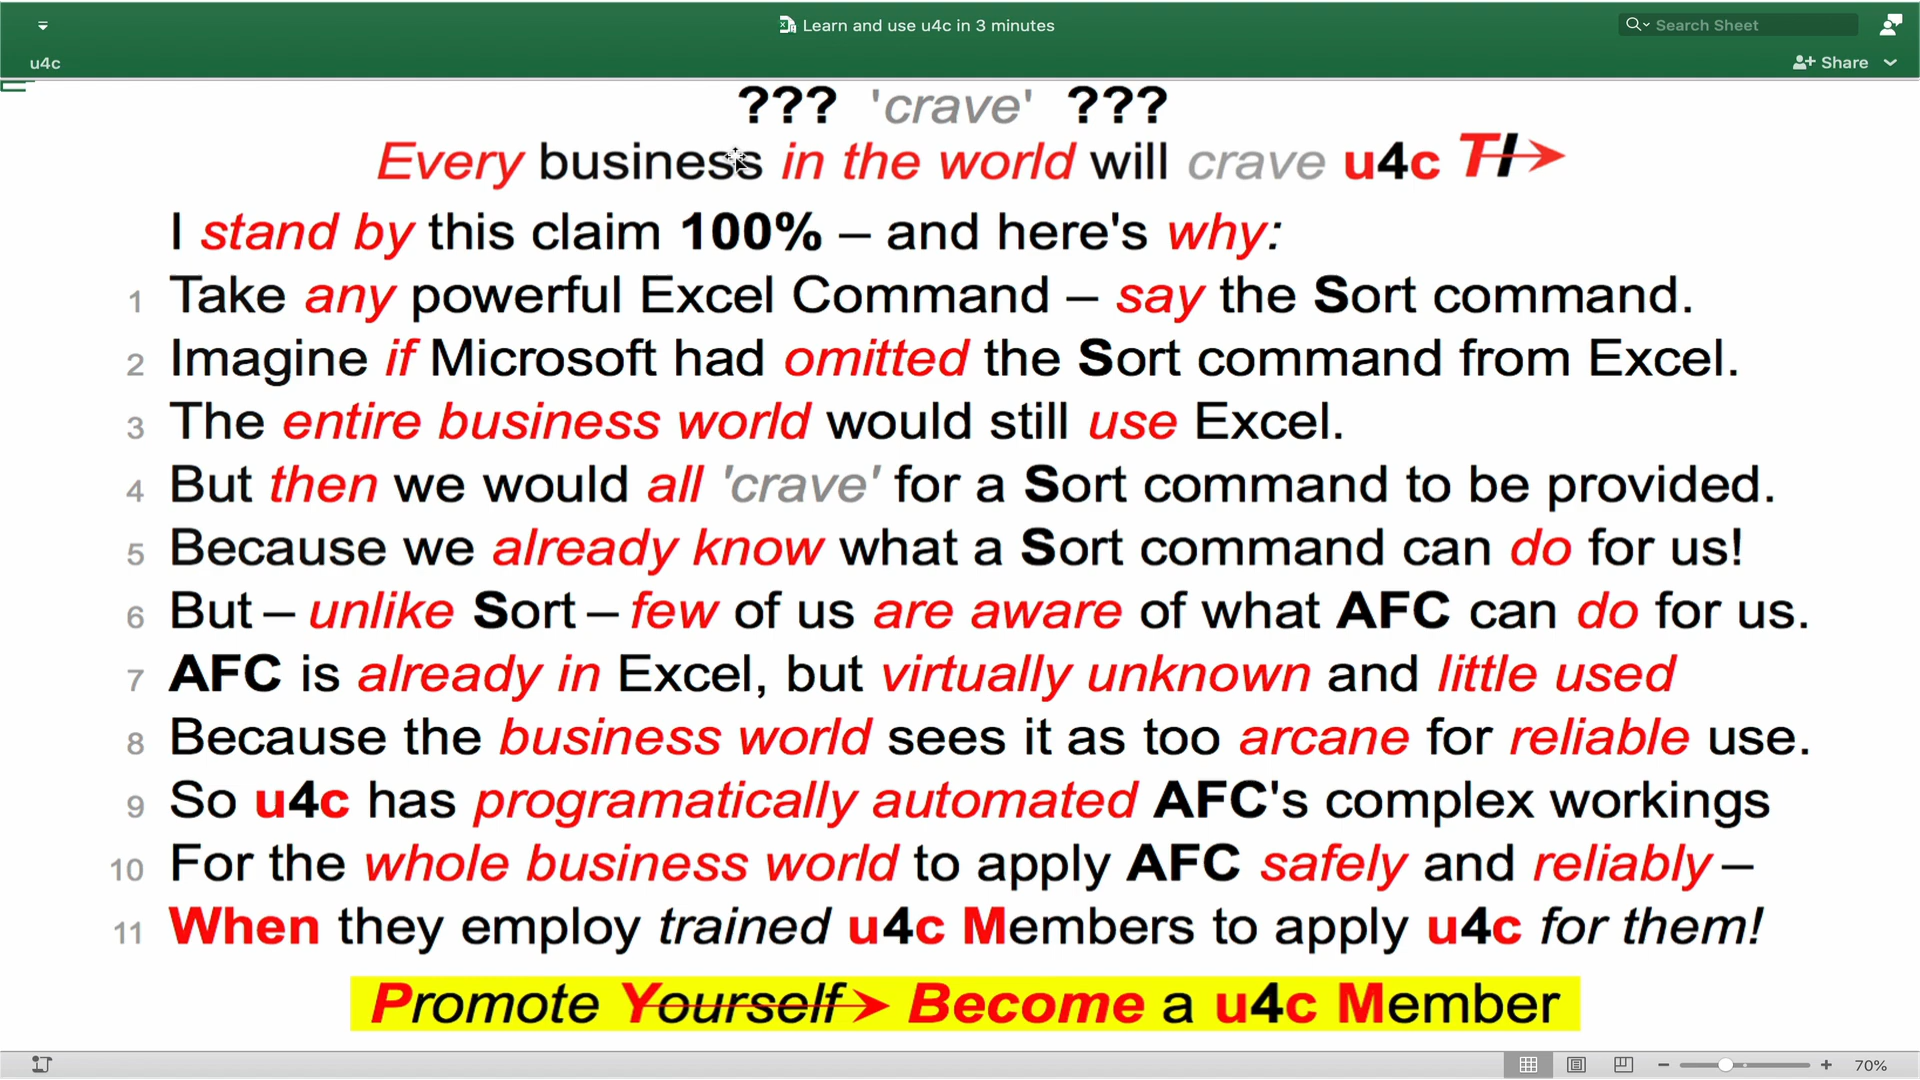 Learn and use u4c in 3 minutes
Search Sheet
u4c
Share
??? 'crave' ???
Every business in the world will crave u4c TI
I stand by this claim 100% – and here's why:
1 Take any powerful Excel Command – say the Sort command.
2 Imagine if Microsoft had omitted the Sort command from Excel.
3 The entire business world would still use Excel.
4 But then we would all 'crave' for a Sort command to be provided.
5 Because we already know what a Sort command can do for us!
6 But – unlike Sort – few of us are aware of what AFC can do for us.
7 AFC is already in Excel, but virtually unknown and little used
8 Because the business world sees it as too arcane for reliable use.
9 So u4c has programatically automated AFC's complex workings
10 For the whole business world to apply AFC safely and reliably –
11 When they employ trained u4c Members to apply u4c for them!
Promote Yourself Become a u4c Member
70%